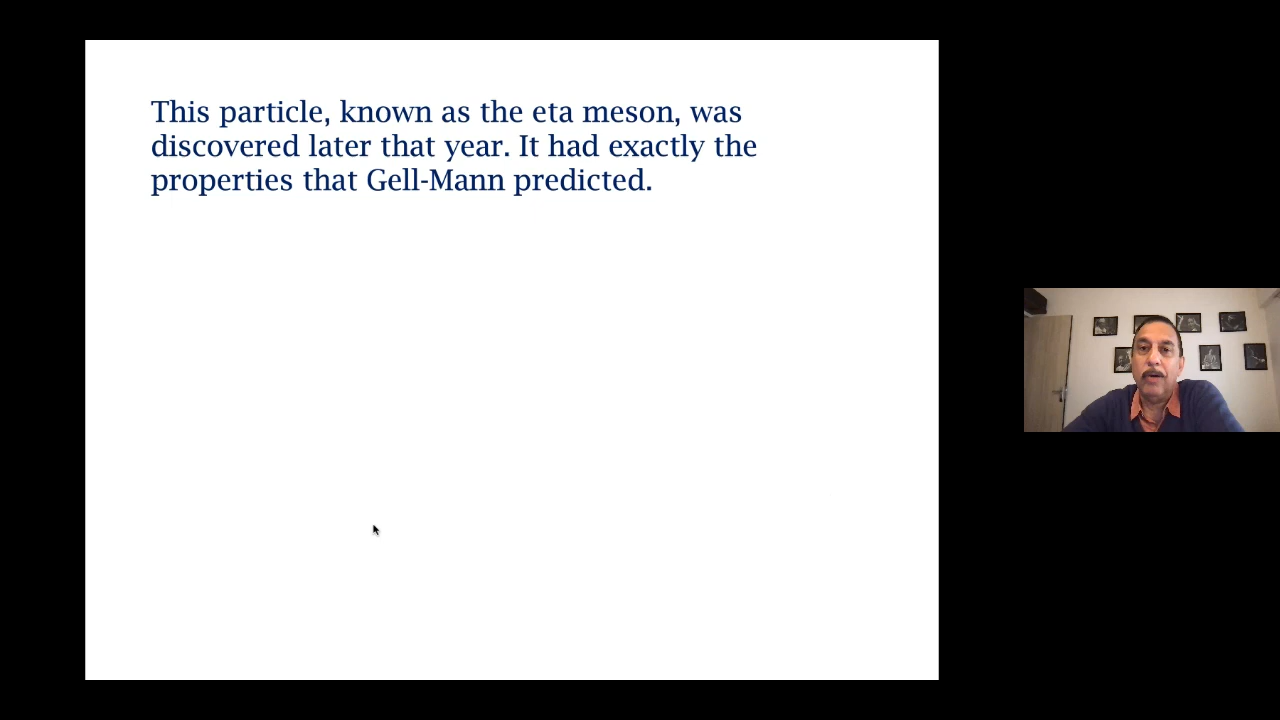 This particle, known as the eta meson, was
discovered later that year. It had exactly the
properties that Gell-Mann predicted.